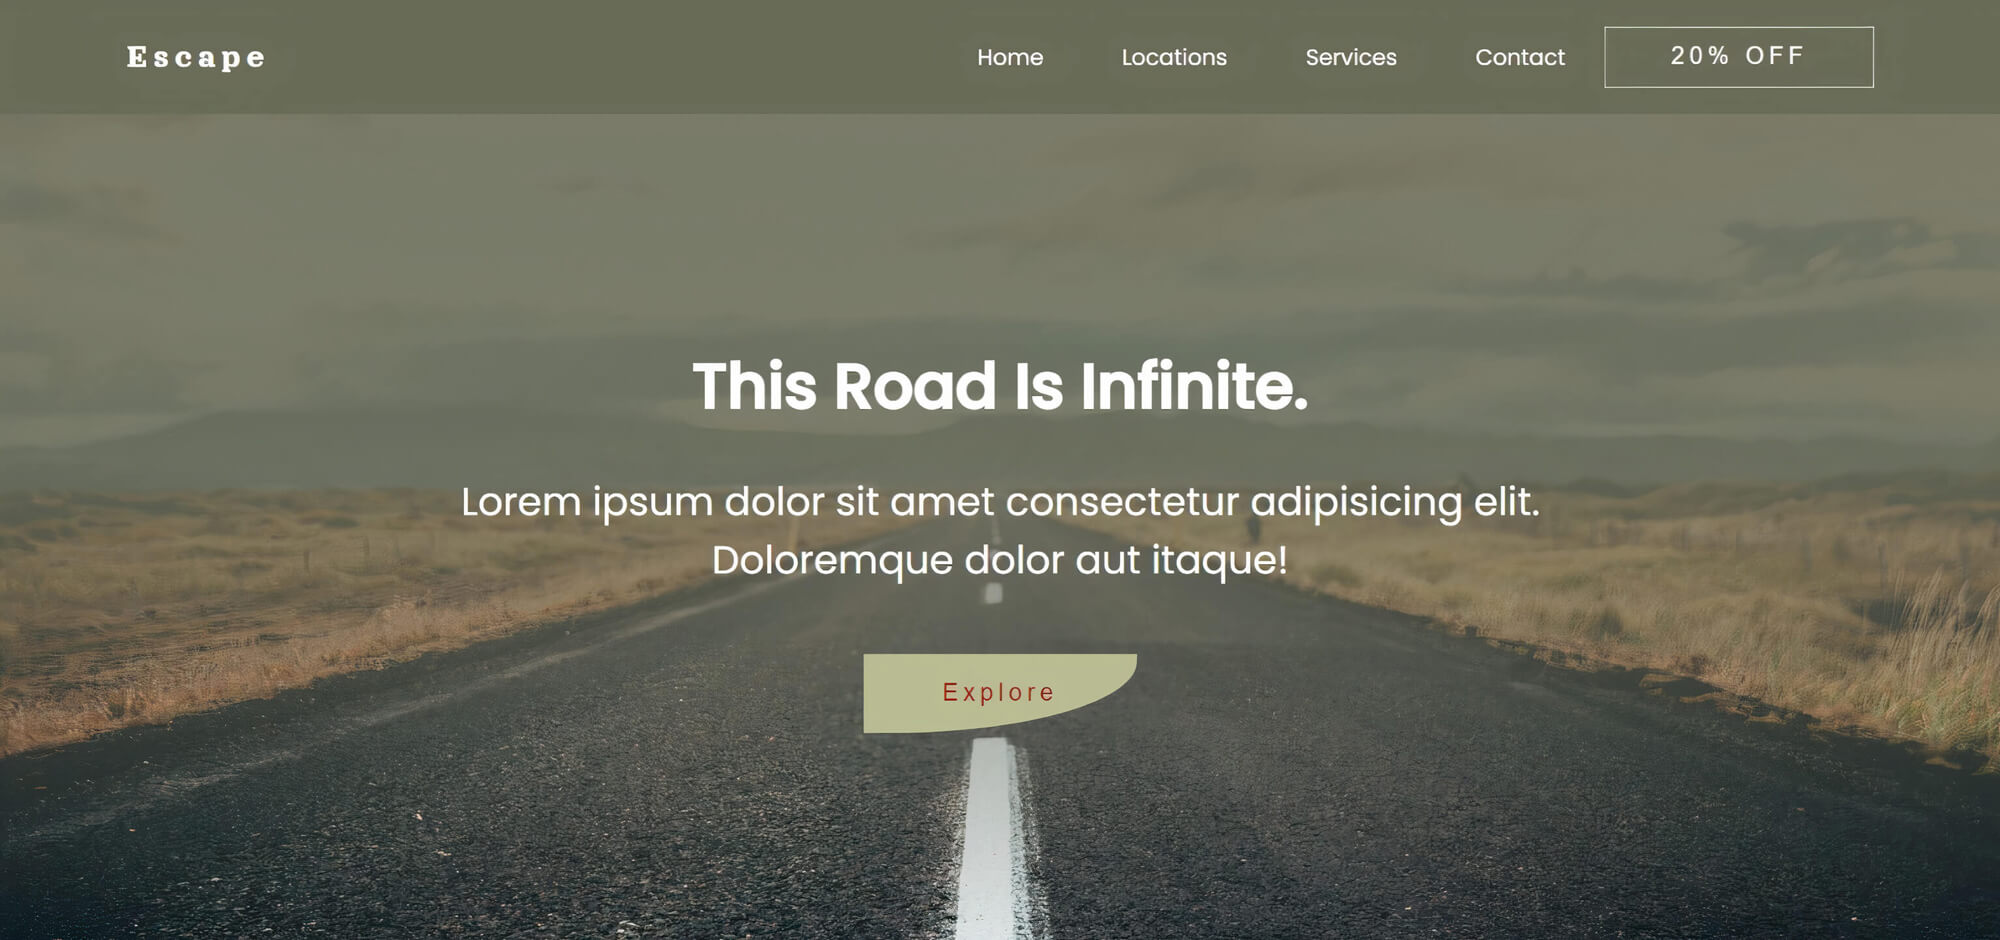 Escape
Home Locations Services Contact 20% OFF
This Road Is Infinite.
Lorem ipsum dolor sit amet consectetur adipisicing elit.
Doloremque dolor aut itaque!
Explore